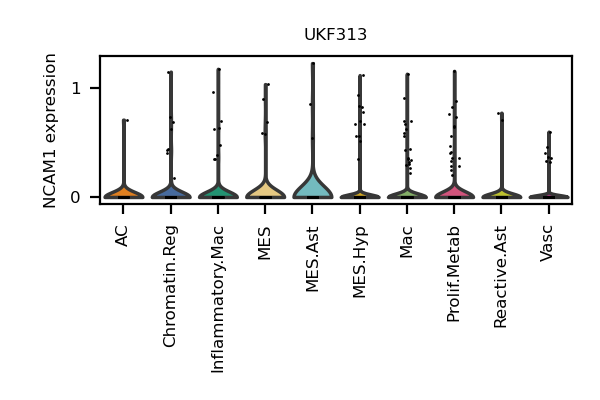 UKF313
NCAM1 expression
1
0
AC
Chromatin.Reg
Inflammatory.Mac
MES
MES.Ast
MES.Hyp
Mac
Prolif.Metab
Reactive.Ast
Vasc